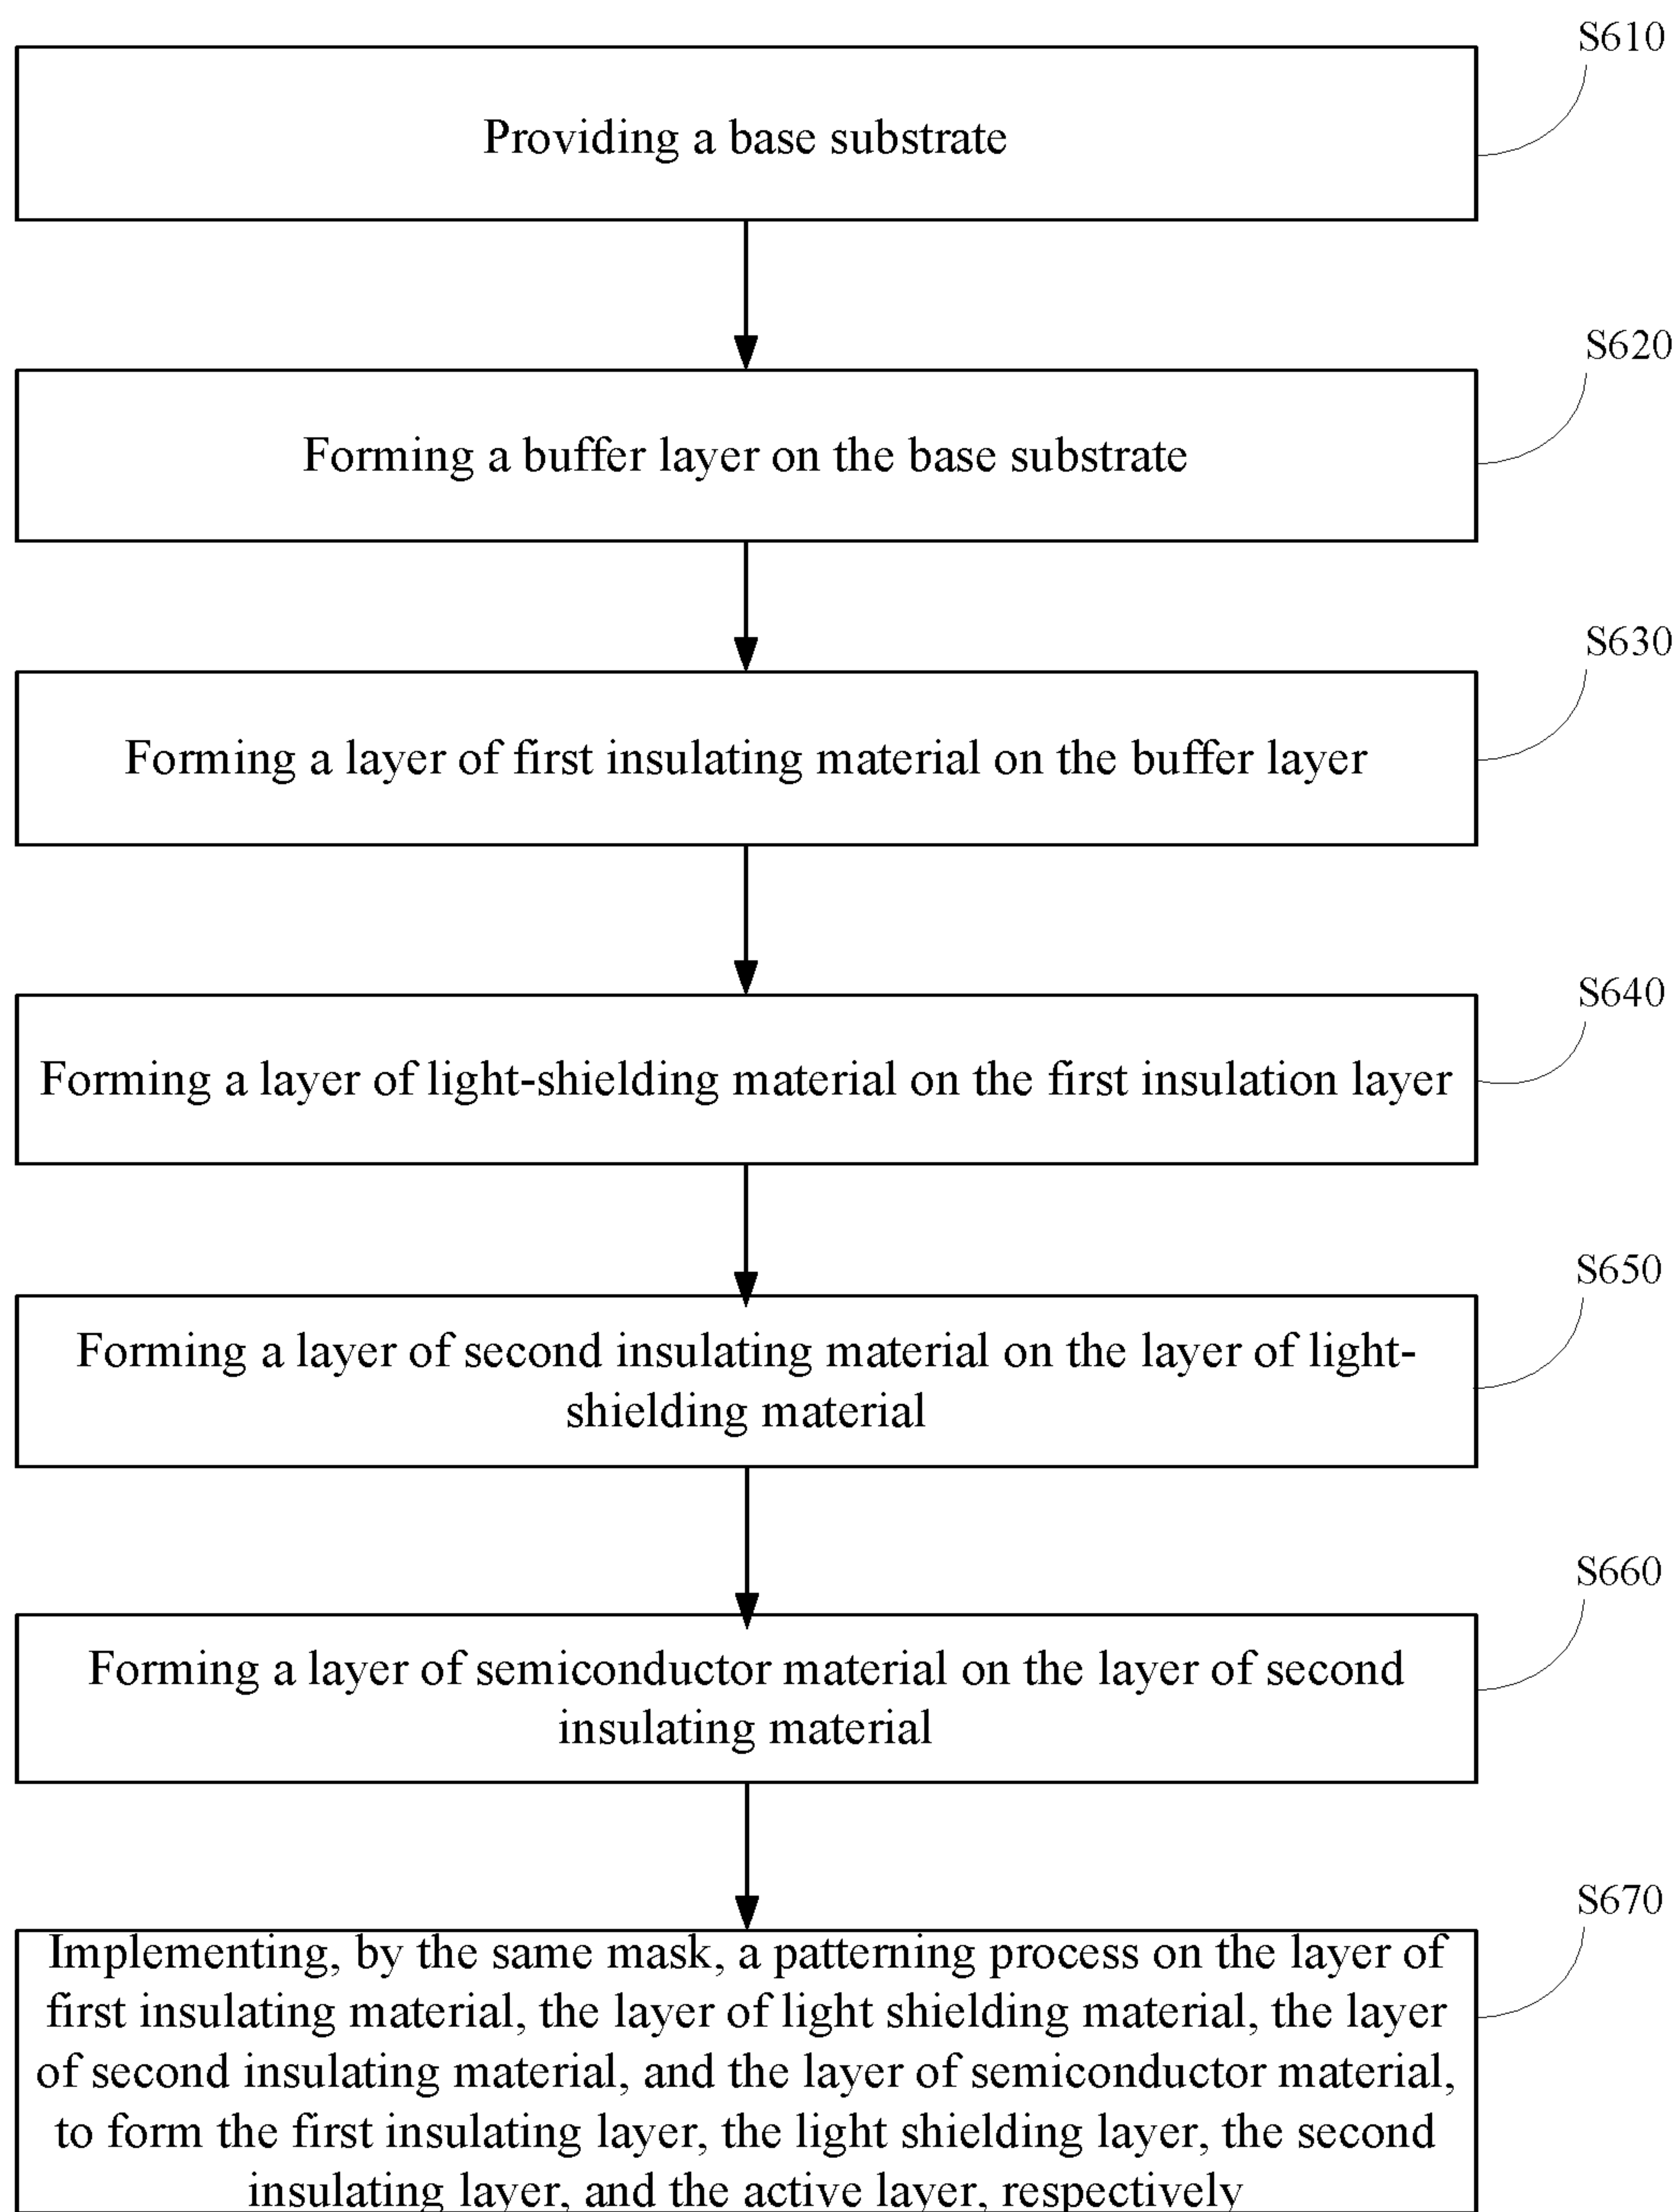 S610
Providing a base substrate
S620
Forming a buffer layer on the base substrate
S630
Forming a layer of first insulating material on the buffer layer
S640
Forming a layer of light-shielding material on the first insulation layer
S650
Forming a layer of second insulating material on the layer of light-
shielding material
S660
Forming a layer of semiconductor material on the layer of second
insulating material
S670
Implementing, by the same mask, a patterning process on the layer of
first insulating material, the layer of light shielding material, the layer
of second insulating material, and the layer of semiconductor material,
to form the first insulating layer, the light shielding layer, the second
insulating layer, and the active layer, respectively